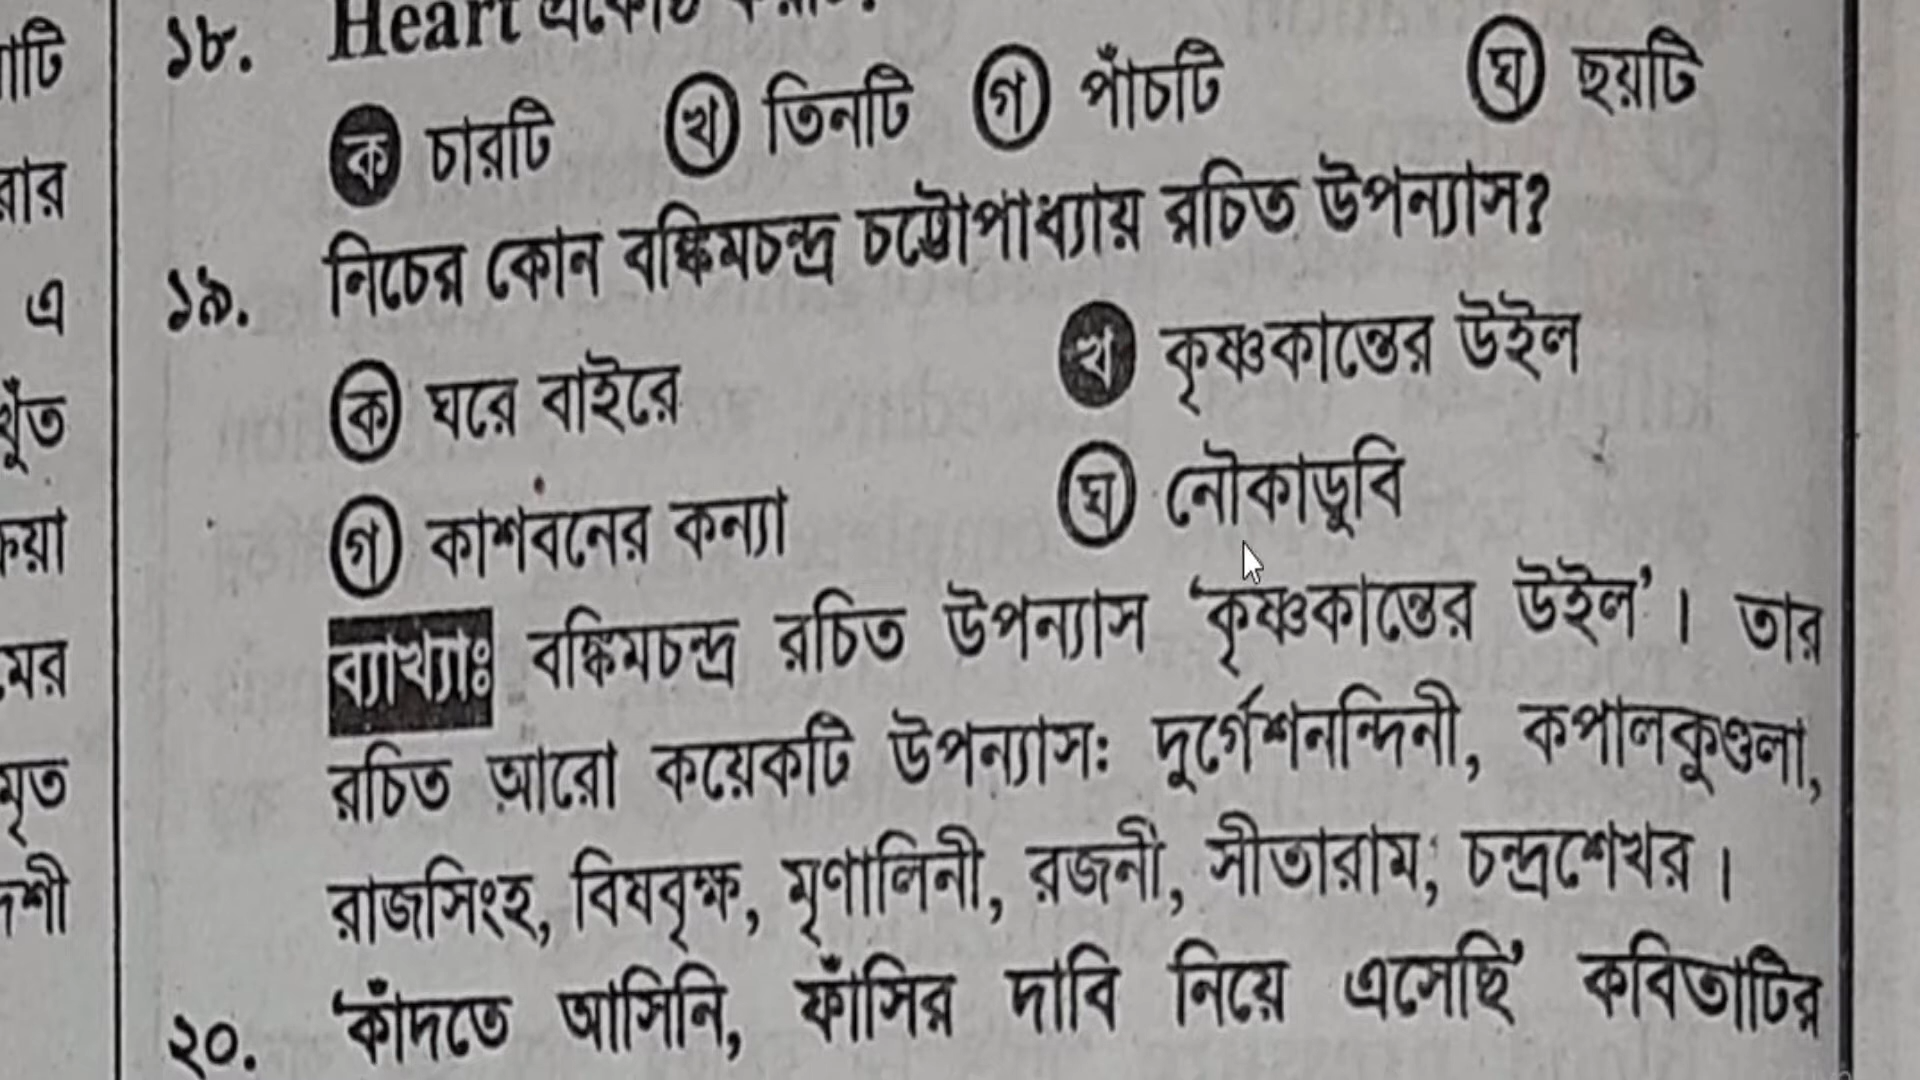 ১৮. Heart প্রকোষ্ঠ
ক চারটি খ তিনটি গ পাঁচটি ঘ ছয়টি
১৯. নিচের কোন বঙ্কিমচন্দ্র চট্টোপাধ্যায় রচিত উপন্যাস?
ক ঘরে বাইরে খ কৃষ্ণকান্তের উইল
গ কাশবনের কন্যা ঘ নৌকাডুবি
ব্যাখ্যাঃ বঙ্কিমচন্দ্র রচিত উপন্যাস ‘কৃষ্ণকান্তের উইল’। তার
রচিত আরো কয়েকটি উপন্যাস: দুর্গেশনন্দিনী, কপালকুণ্ডলা,
রাজসিংহ, বিষবৃক্ষ, মৃণালিনী, রজনী, সীতারাম; চন্দ্রশেখর।
২০. ‘কাঁদতে আসিনি, ফাঁসির দাবি নিয়ে এসেছি’ কবিতাটির